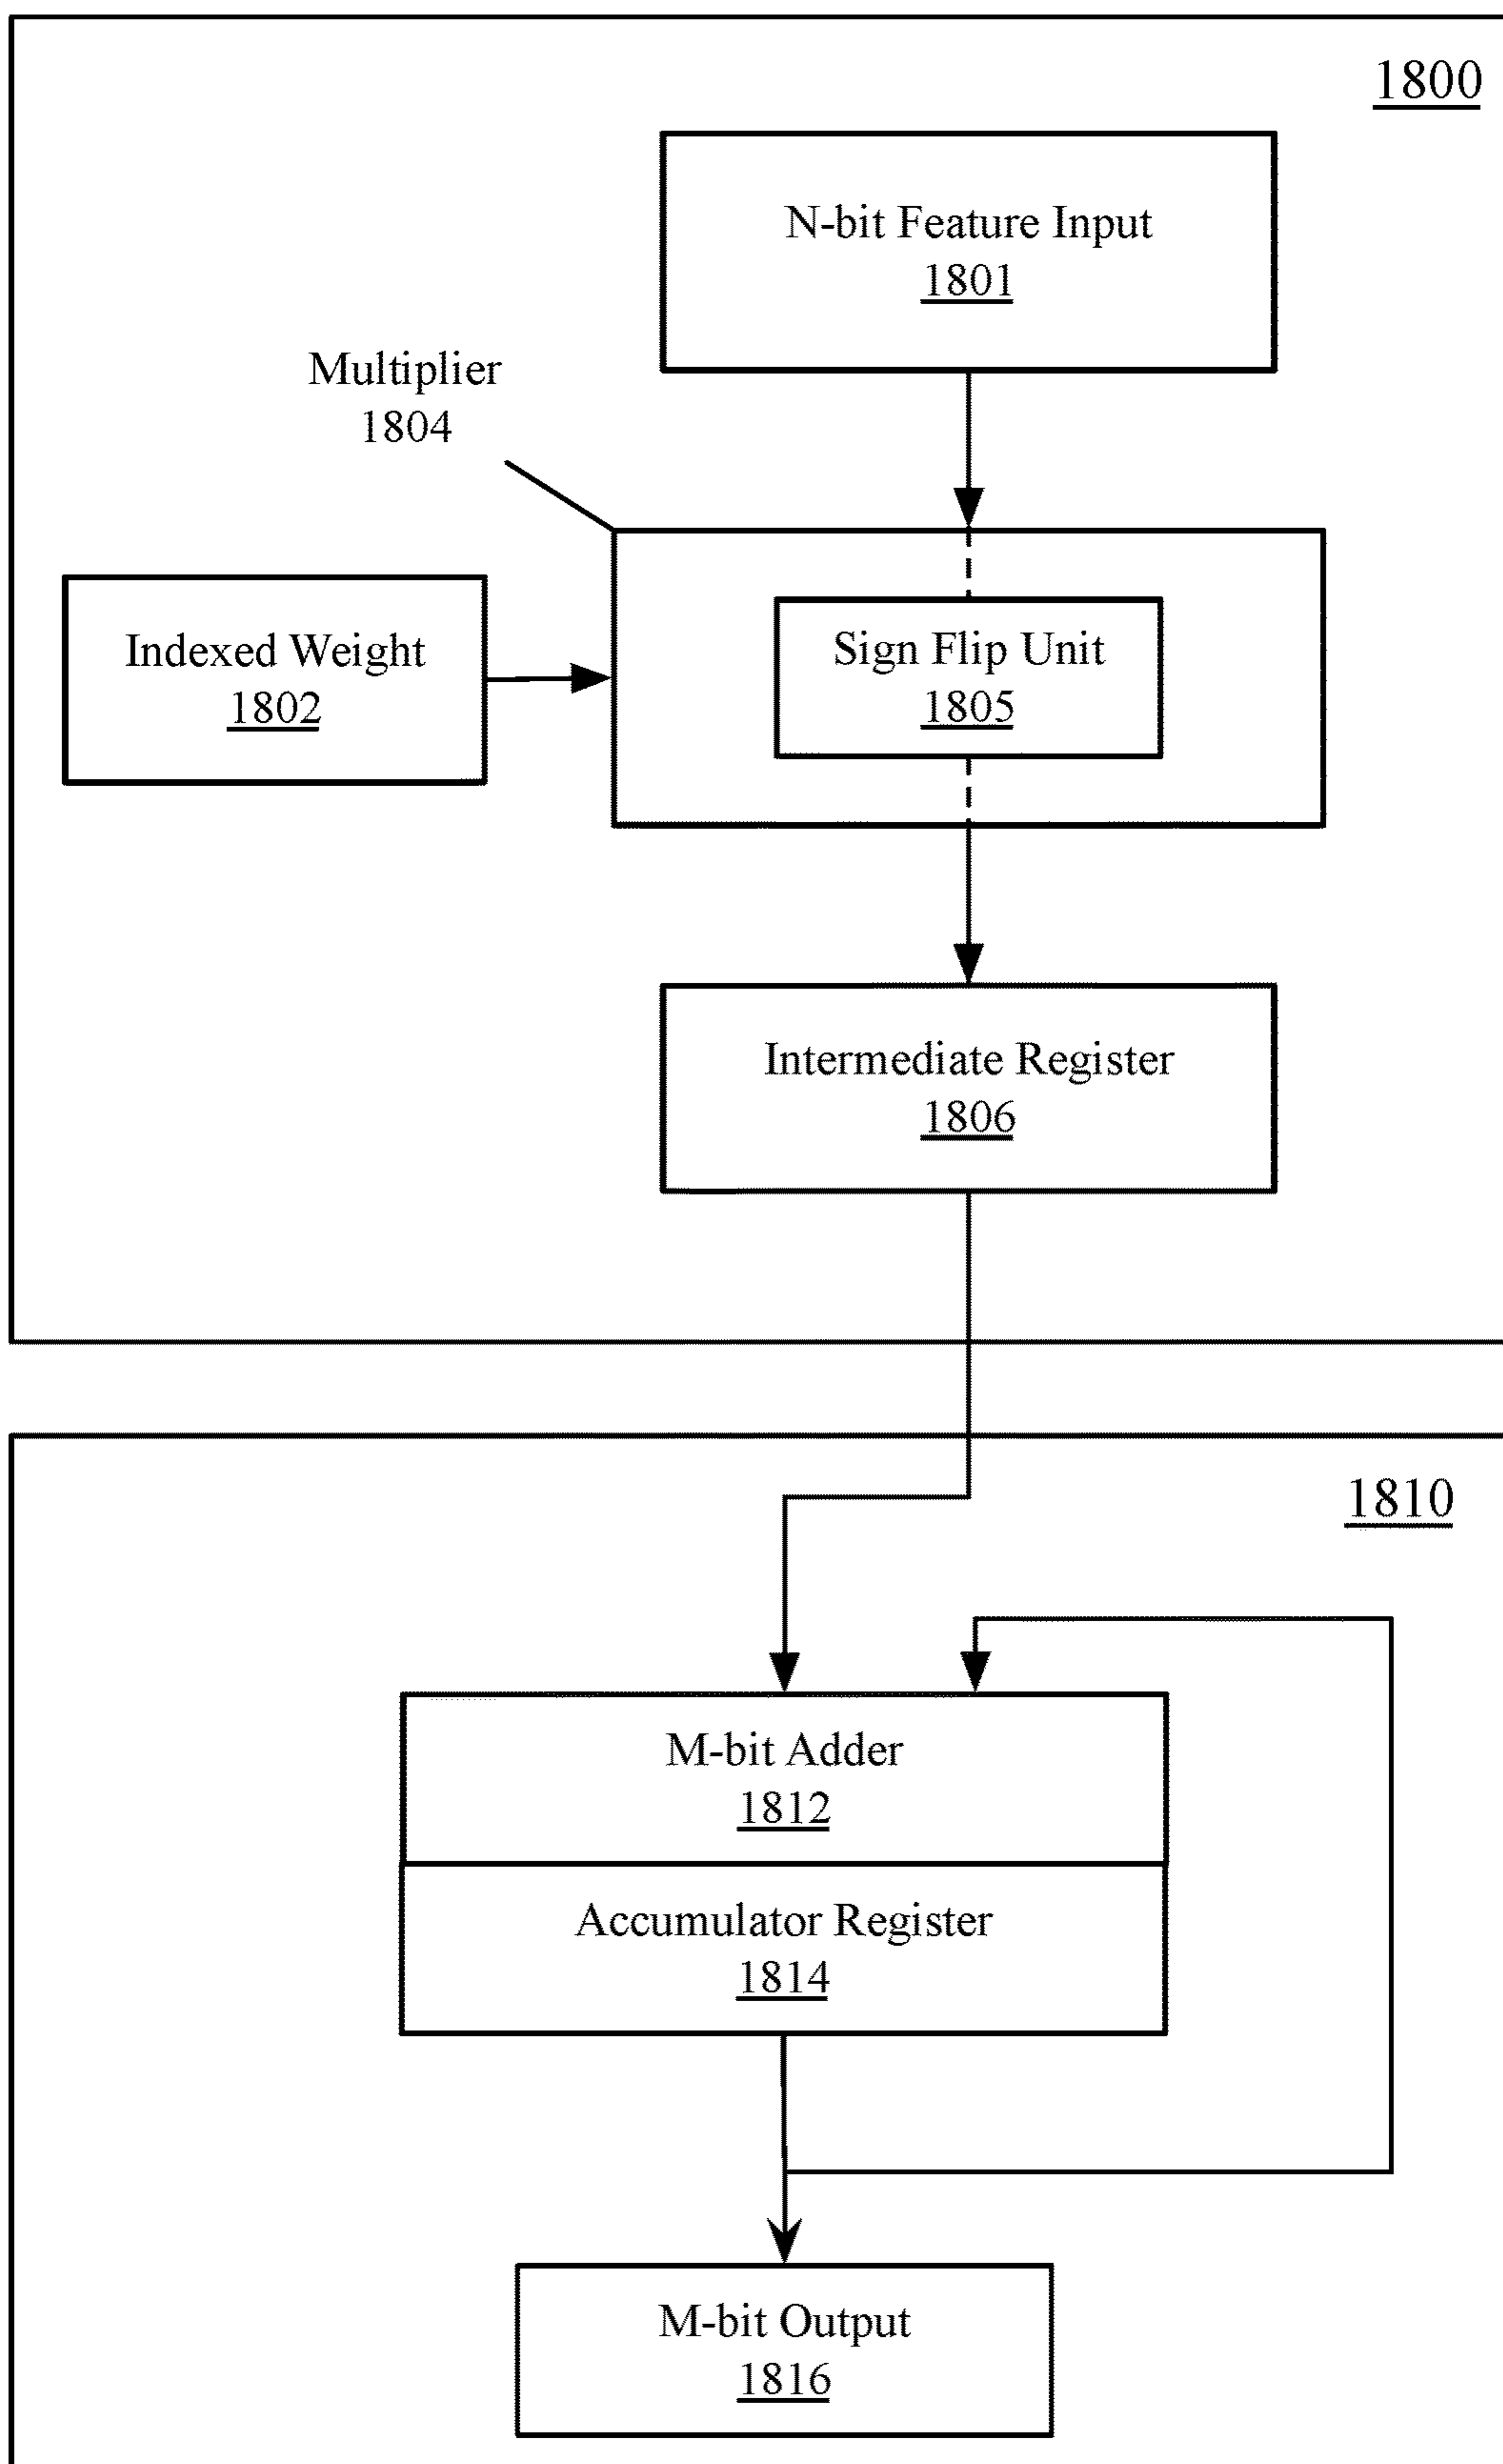 1800
N-bit Feature Input
1801
Multiplier
1804
Indexed Weight
1802
Sign Flip Unit
1805
Intermediate Register
1806
1810
M-bit Adder
1812
Accumulator Register
1814
M-bit Output
1816